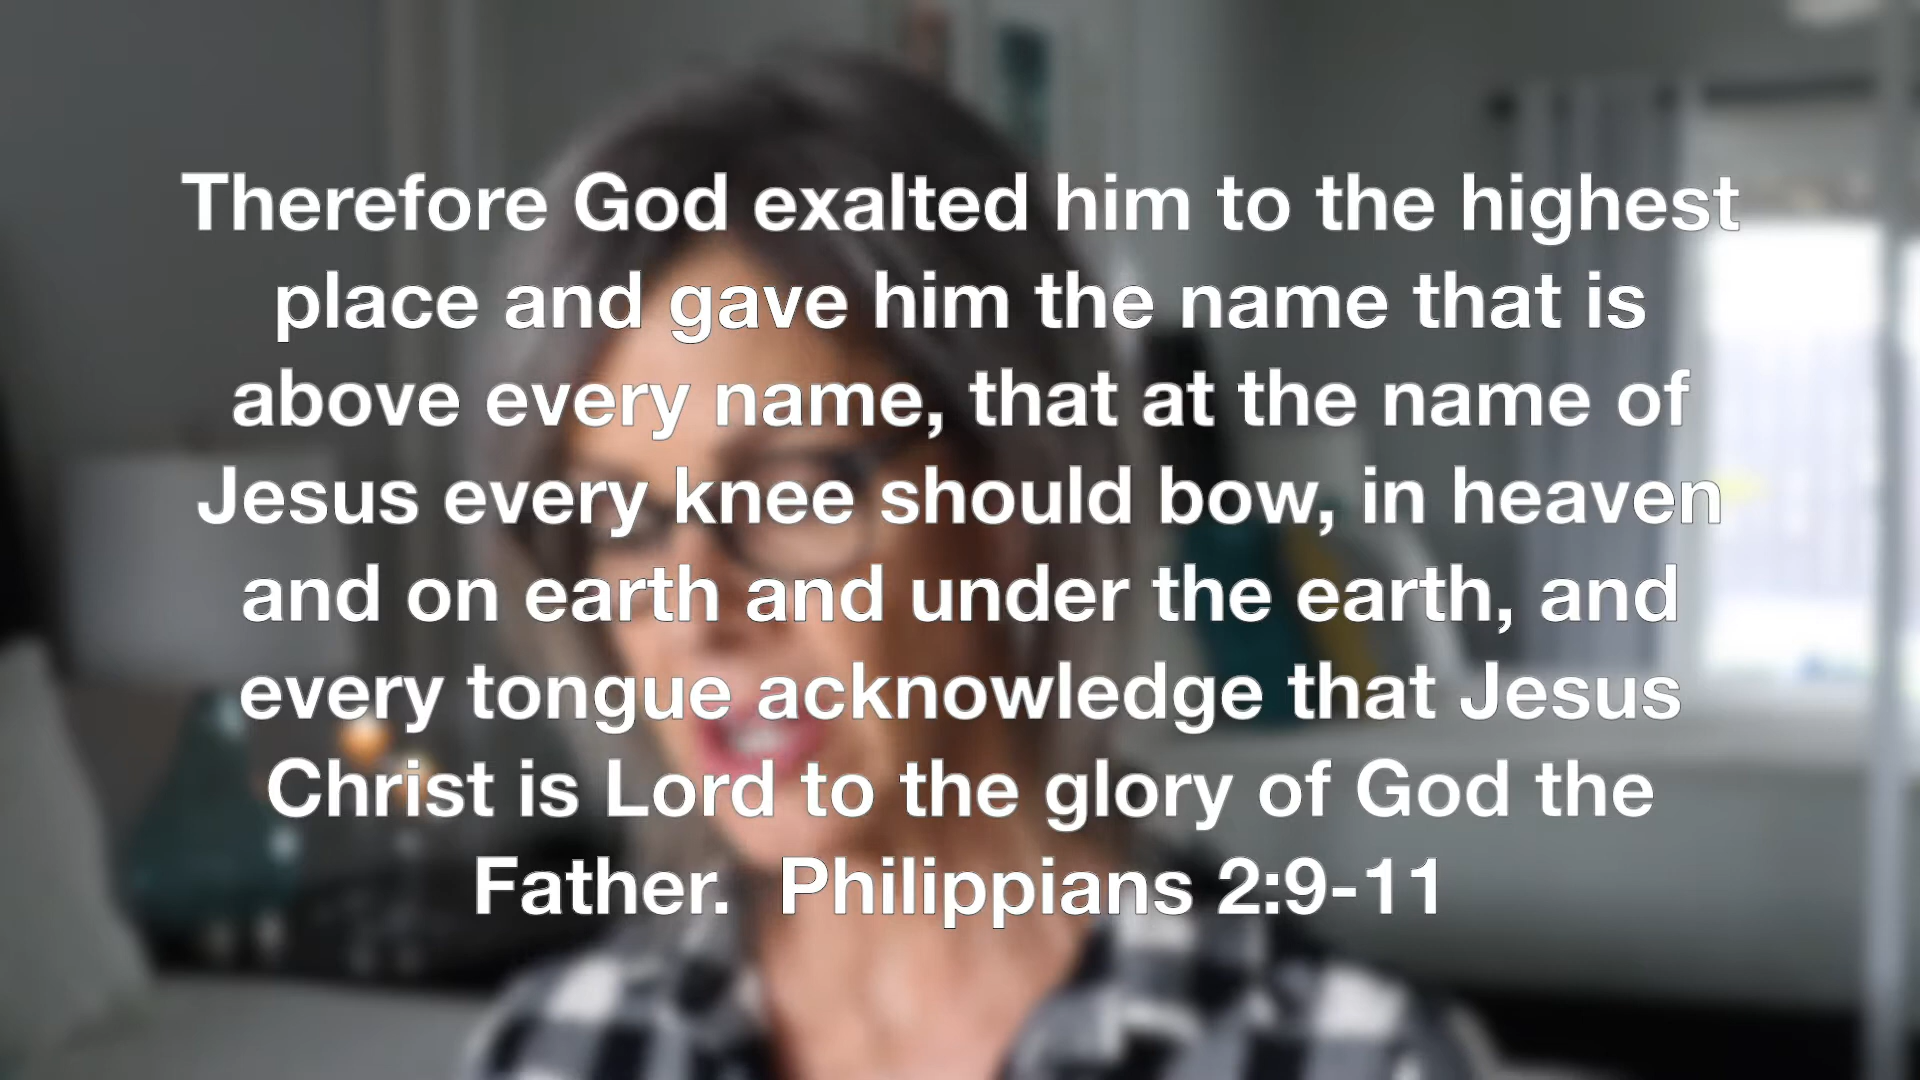 Therefore God exalted him to the highest
place and gave him the name that is
above every name, that at the name of
Jesus every knee should bow, in heaven
and on earth and under the earth, and
every tongue acknowledge that Jesus
Christ is Lord to the glory of God the
Father.  Philippians 2:9-11